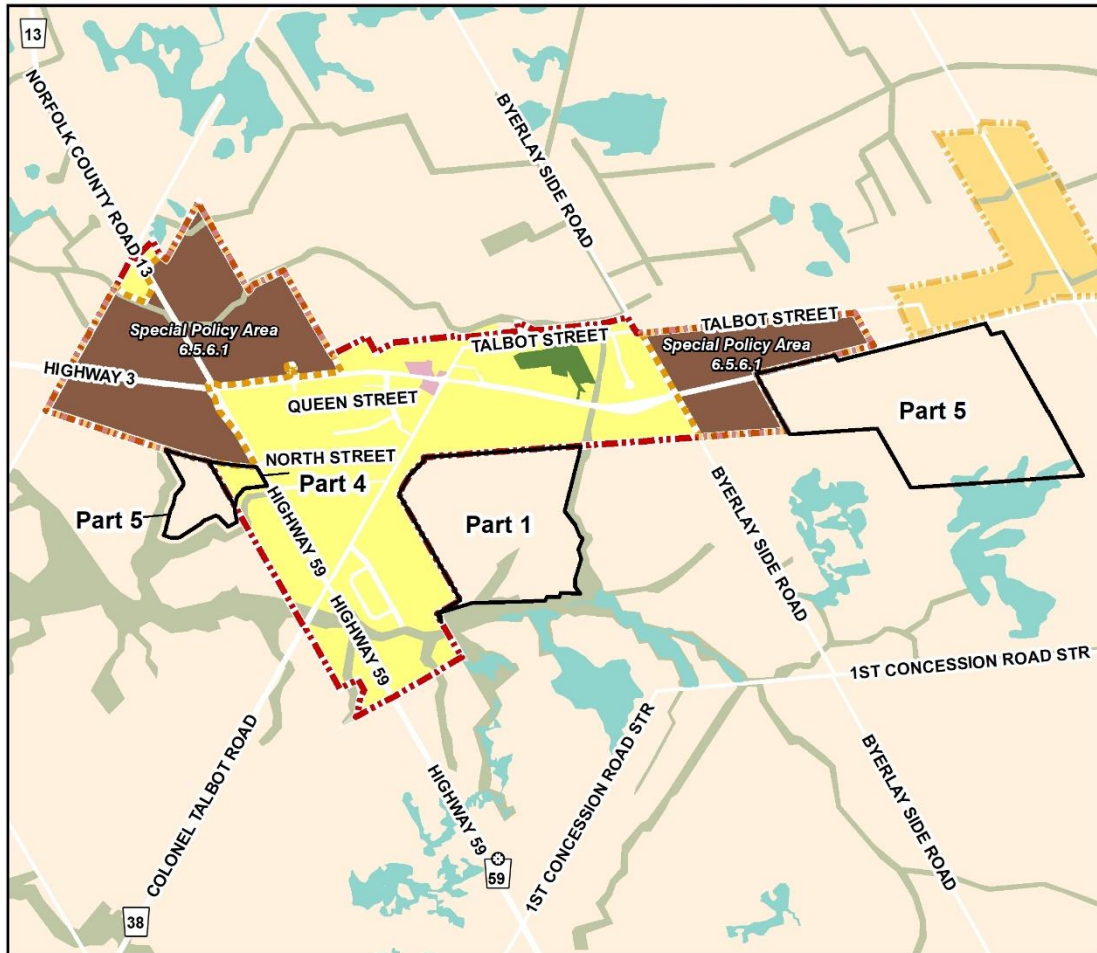 13
NORFOLK COUNTY ROAD 13
BYERLAY SIDE ROAD
Special Policy Area
6.5.6.1
HIGHWAY 3
TALBOT STREET
TALBOT STREET
Special Policy Area
6.5.6.1
QUEEN STREET
Part 5
NORTH STREET
Part 4
Part 5
Part 1
HIGHWAY 59
HIGHWAY 59
BYERLAY SIDE ROAD
1ST CONCESSION ROAD STR
1ST CONCESSION ROAD STR
COLONEL TALBOT ROAD
HIGHWAY 59
BYERLAY SIDE ROAD
59
38